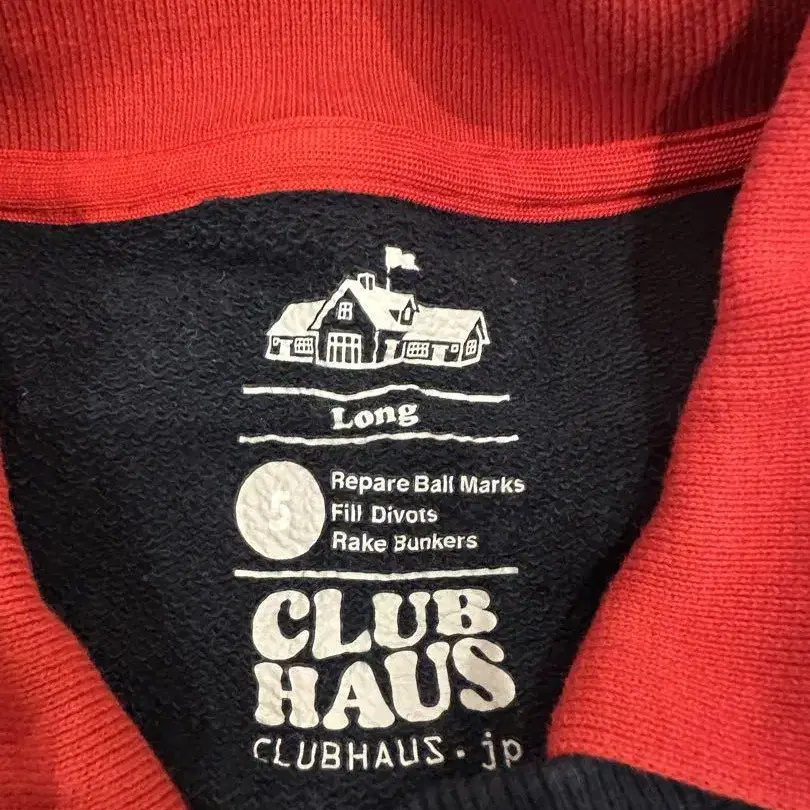 Long
5
Repare Ball Marks
Fill Divots
Rake Bunkers
CLUB
HAUS
CLUBHAUS.jp